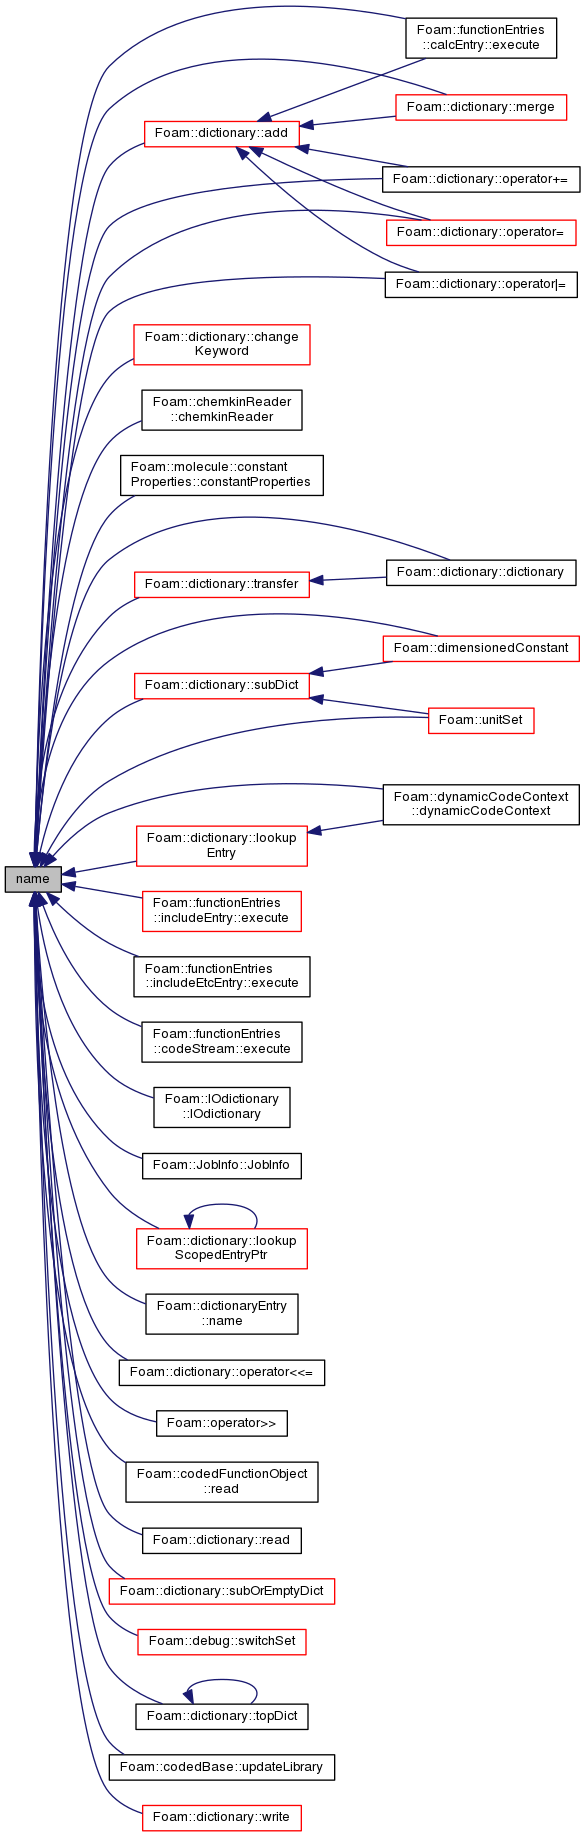 Foam::functionEntries
::calcEntry::execute
Foam::dictionary::merge
Foam::dictionary::add
Foam::dictionary::operator+=
Foam::dictionary::operator=
Foam::dictionary::operator|=
Foam::dictionary::change
Keyword
Foam::chemkinReader
::chemkinReader
Foam::molecule::constant
Properties::constantProperties
Foam::dictionary::dictionary
Foam::dictionary::transfer
Foam::dimensionedConstant
Foam::dictionary::subDict
Foam::unitSet
Foam::dynamicCodeContext
::dynamicCodeContext
Foam::dictionary::lookup
Entry
name
Foam::functionEntries
::includeEntry::execute
Foam::functionEntries
::includeEtcEntry::execute
Foam::functionEntries
::codeStream::execute
Foam::IOdictionary
::IOdictionary
Foam::JobInfo::JobInfo
Foam::dictionary::lookup
ScopedEntryPtr
Foam::dictionaryEntry
::name
Foam::dictionary::operator<<=
Foam::operator>>
Foam::codedFunctionObject
::read
Foam::dictionary::read
Foam::dictionary::subOrEmptyDict
Foam::debug::switchSet
Foam::dictionary::topDict
Foam::codedBase::updateLibrary
Foam::dictionary::write